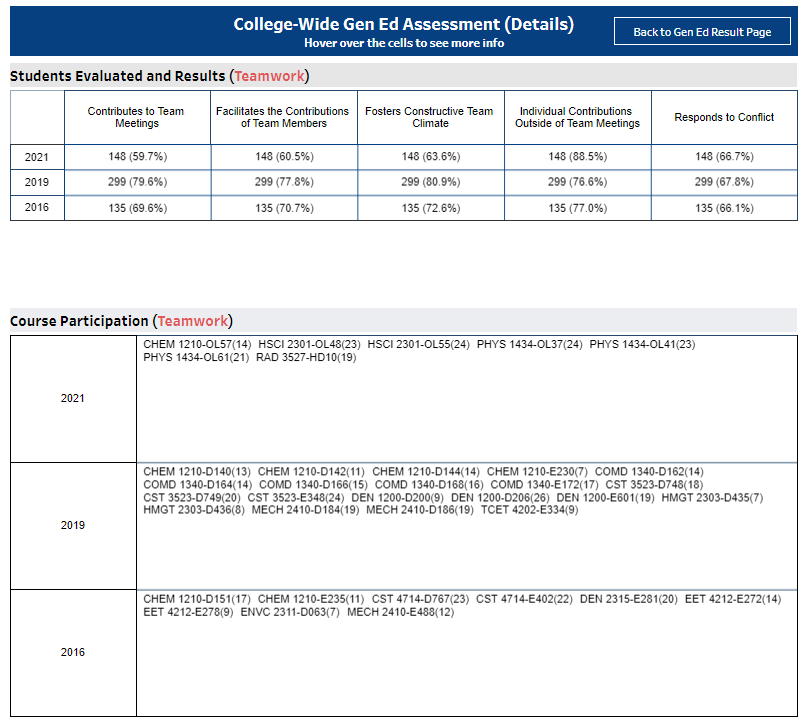 College-Wide Gen Ed Assessment (Details)
Hover over the cells to see more info
Back to Gen Ed Result Page
Students Evaluated and Results (Teamwork)
Contributes to Team Meetings
Facilitates the Contributions of Team Members
Fosters Constructive Team Climate
Individual Contributions Outside of Team Meetings
Responds to Conflict
2021 148 (59.7%) 148 (60.5%) 148 (63.6%) 148 (88.5%) 148 (66.7%)
2019 299 (79.6%) 299 (77.8%) 299 (80.9%) 299 (76.6%) 299 (67.8%)
2016 135 (69.6%) 135 (70.7%) 135 (72.6%) 135 (77.0%) 135 (66.1%)
Course Participation (Teamwork)
2021
CHEM 1210-OL57(14) HSCI 2301-OL48(23) HSCI 2301-OL55(24) PHYS 1434-OL37(24) PHYS 1434-OL41(23)
PHYS 1434-OL61(21) RAD 3527-HD10(19)
2019
CHEM 1210-D140(13) CHEM 1210-D142(11) CHEM 1210-D144(14) CHEM 1210-E230(7) COMD 1340-D162(14)
COMD 1340-D164(14) COMD 1340-D166(15) COMD 1340-D168(16) COMD 1340-E172(17) CST 3523-D748(18)
CST 3523-D749(20) CST 3523-E348(24) DEN 1200-D200(9) DEN 1200-D206(26) DEN 1200-E601(19) HMGT 2303-D435(7)
HMGT 2303-D436(8) MECH 2410-D184(19) MECH 2410-D186(19) TCET 4202-E334(9)
2016
CHEM 1210-D151(17) CHEM 1210-E235(11) CST 4714-D767(23) CST 4714-E402(22) DEN 2315-E281(20) EET 4212-E272(14)
EET 4212-E278(9) ENVC 2311-D063(7) MECH 2410-E488(12)